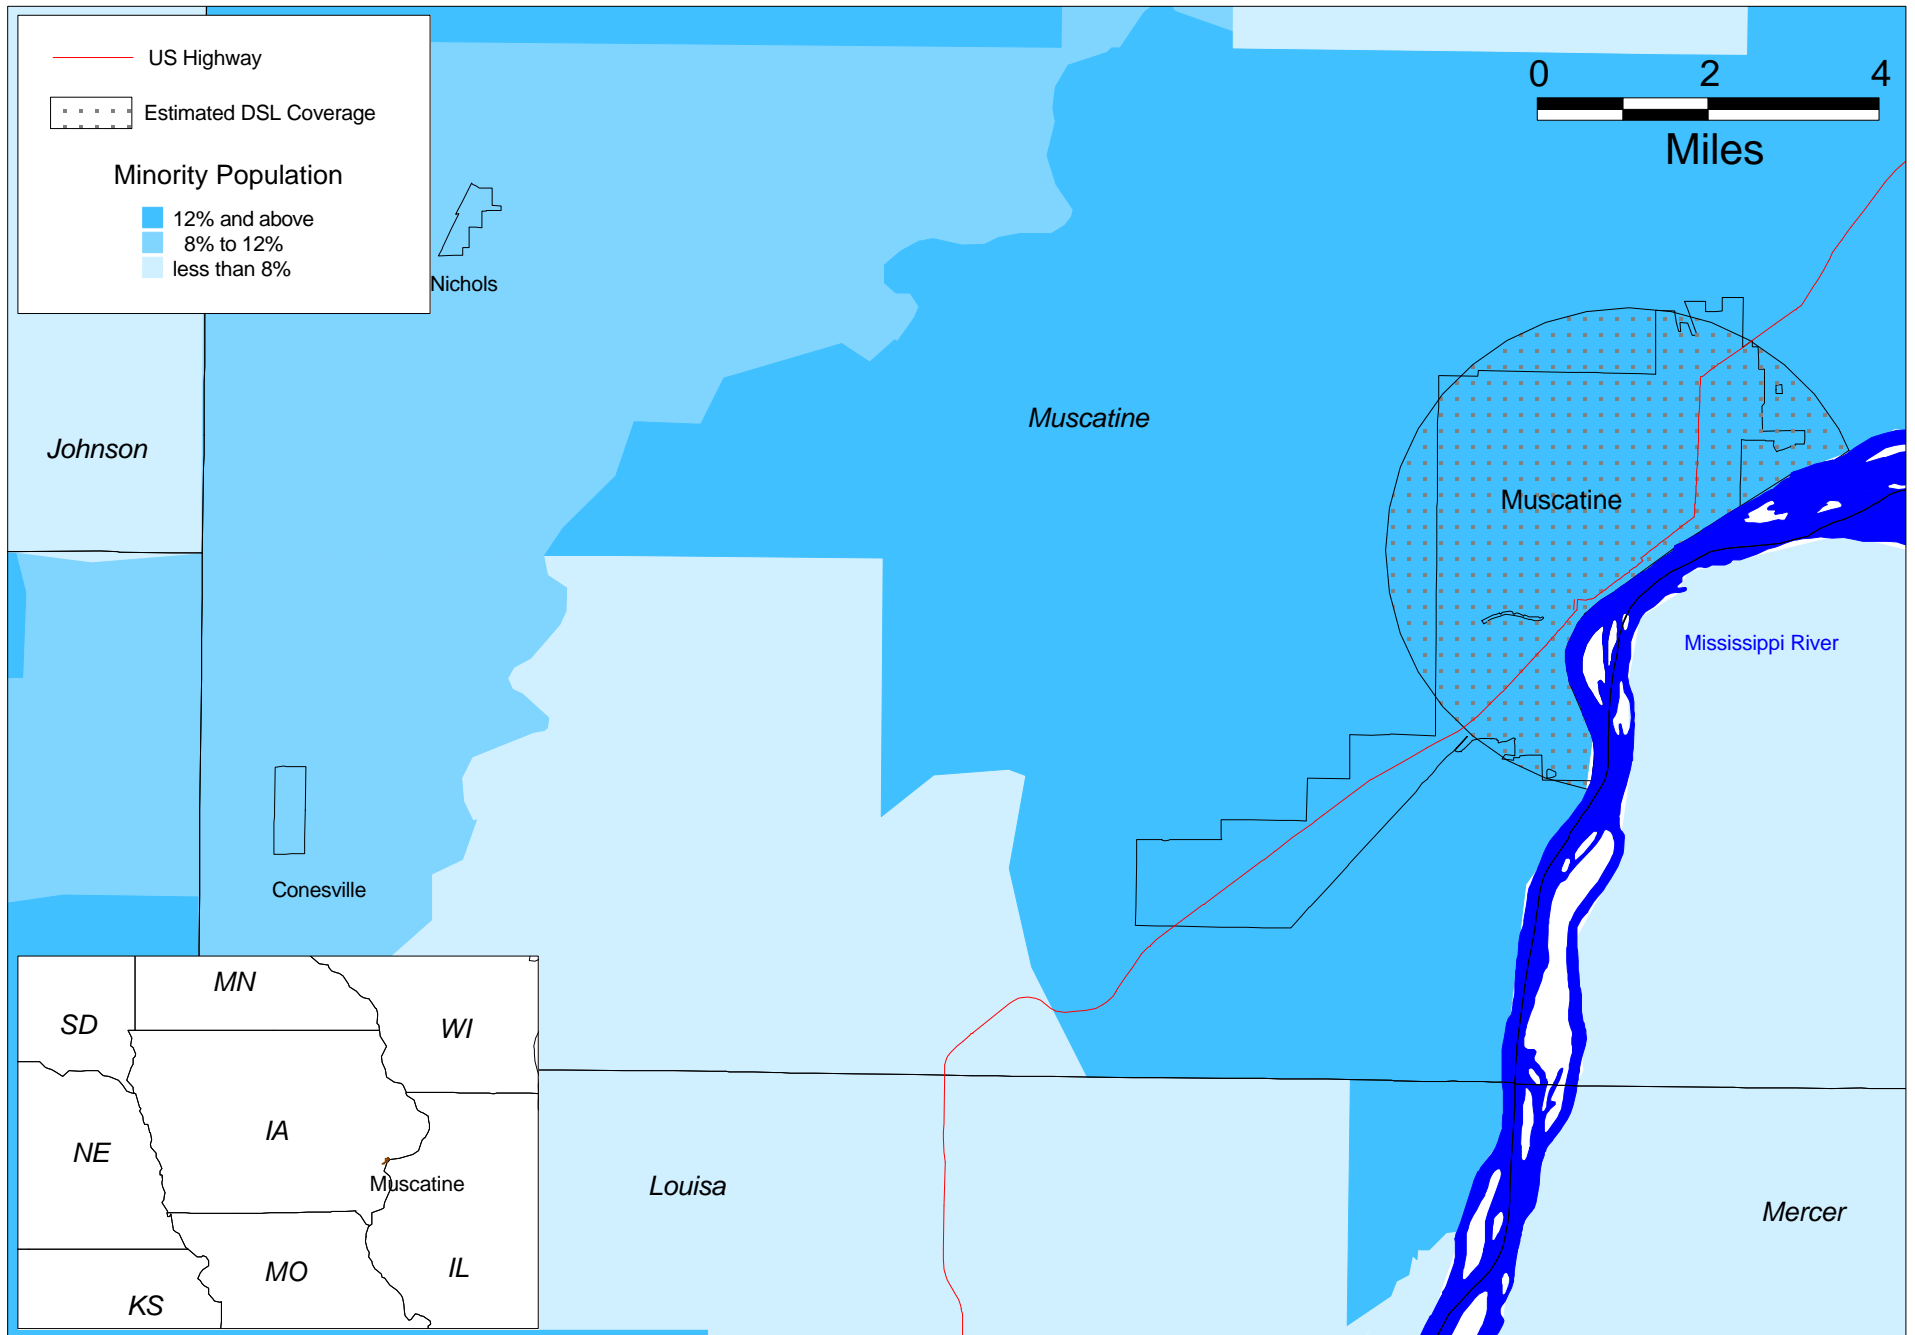 US Highway
Estimated DSL Coverage
Minority Population
12% and above
8% to 12%
less than 8%
0 2 4
Miles
Nichols
Johnson
Muscatine
Muscatine
Mississippi River
Conesville
MN
SD
WI
IA
NE
Muscatine
MO
IL
KS
Louisa
Mercer